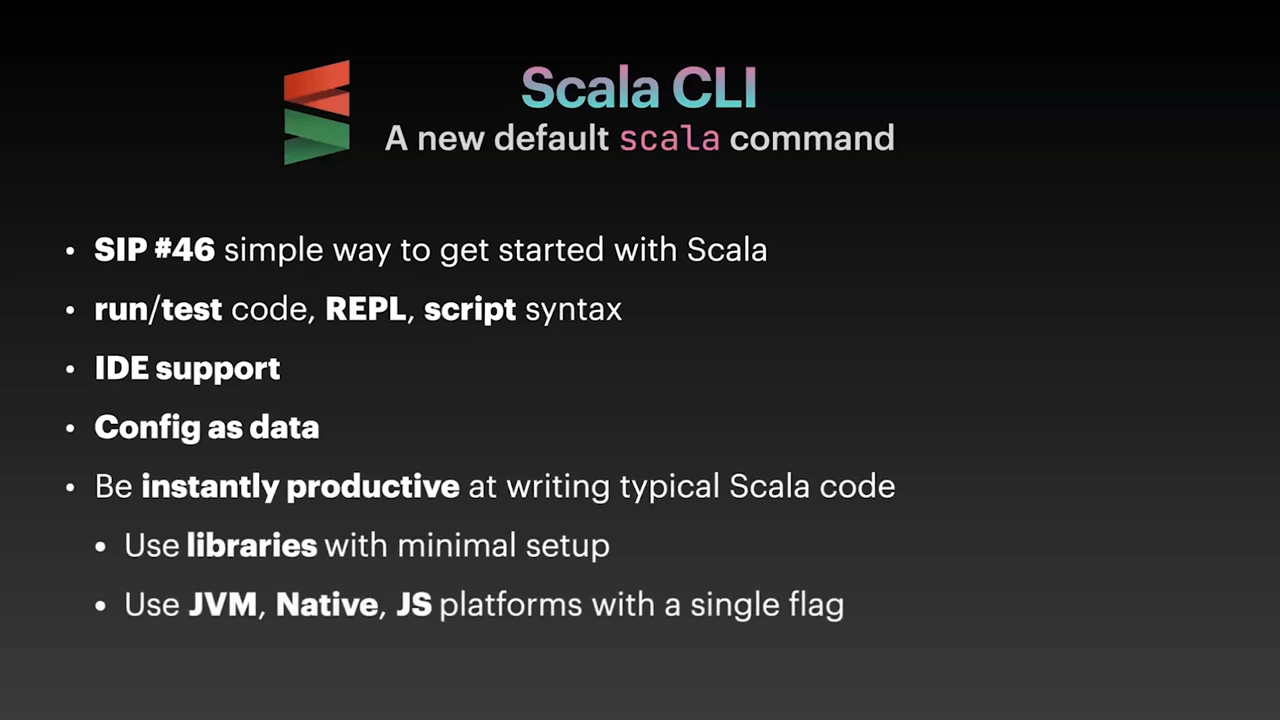 Scala CLI
A new default scala command
• SIP #46 simple way to get started with Scala
• run/test code, REPL, script syntax
• IDE support
• Config as data
• Be instantly productive at writing typical Scala code
• Use libraries with minimal setup
• Use JVM, Native, JS platforms with a single flag